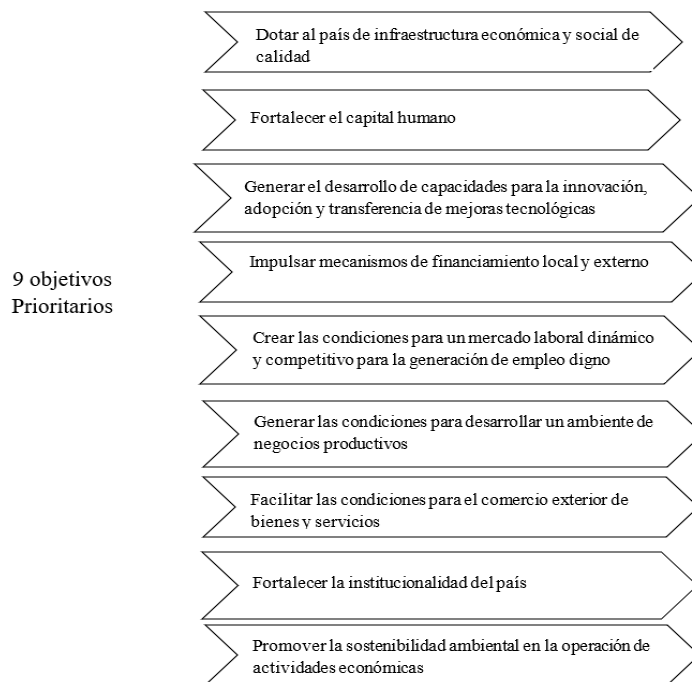 9 objetivos
Prioritarios
Dotar al país de infraestructura económica y social de
calidad
Fortalecer el capital humano
Generar el desarrollo de capacidades para la innovación,
adopción y transferencia de mejoras tecnológicas
Impulsar mecanismos de financiamiento local y externo
Crear las condiciones para un mercado laboral dinámico
y competitivo para la generación de empleo digno
Generar las condiciones para desarrollar un ambiente de
negocios productivos
Facilitar las condiciones para el comercio exterior de
bienes y servicios
Fortalecer la institucionalidad del país
Promover la sostenibilidad ambiental en la operación de
actividades económicas